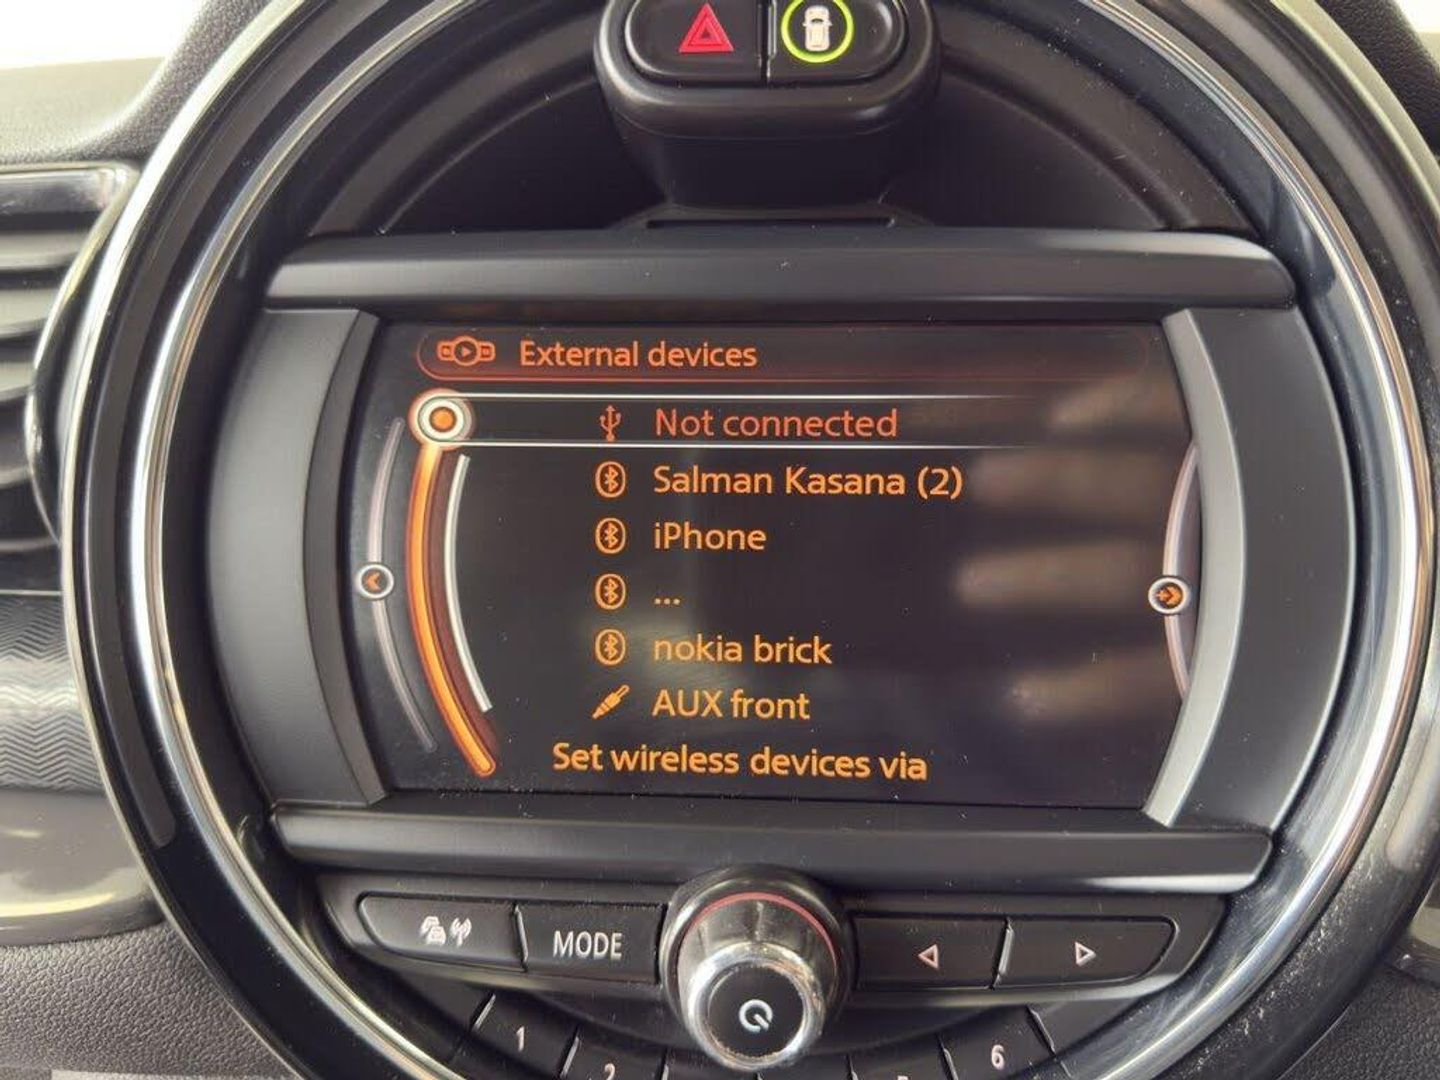 External devices
Not connected
Salman Kasana (2)
iPhone
...
nokia brick
AUX front
Set wireless devices via
MODE
1
2
6